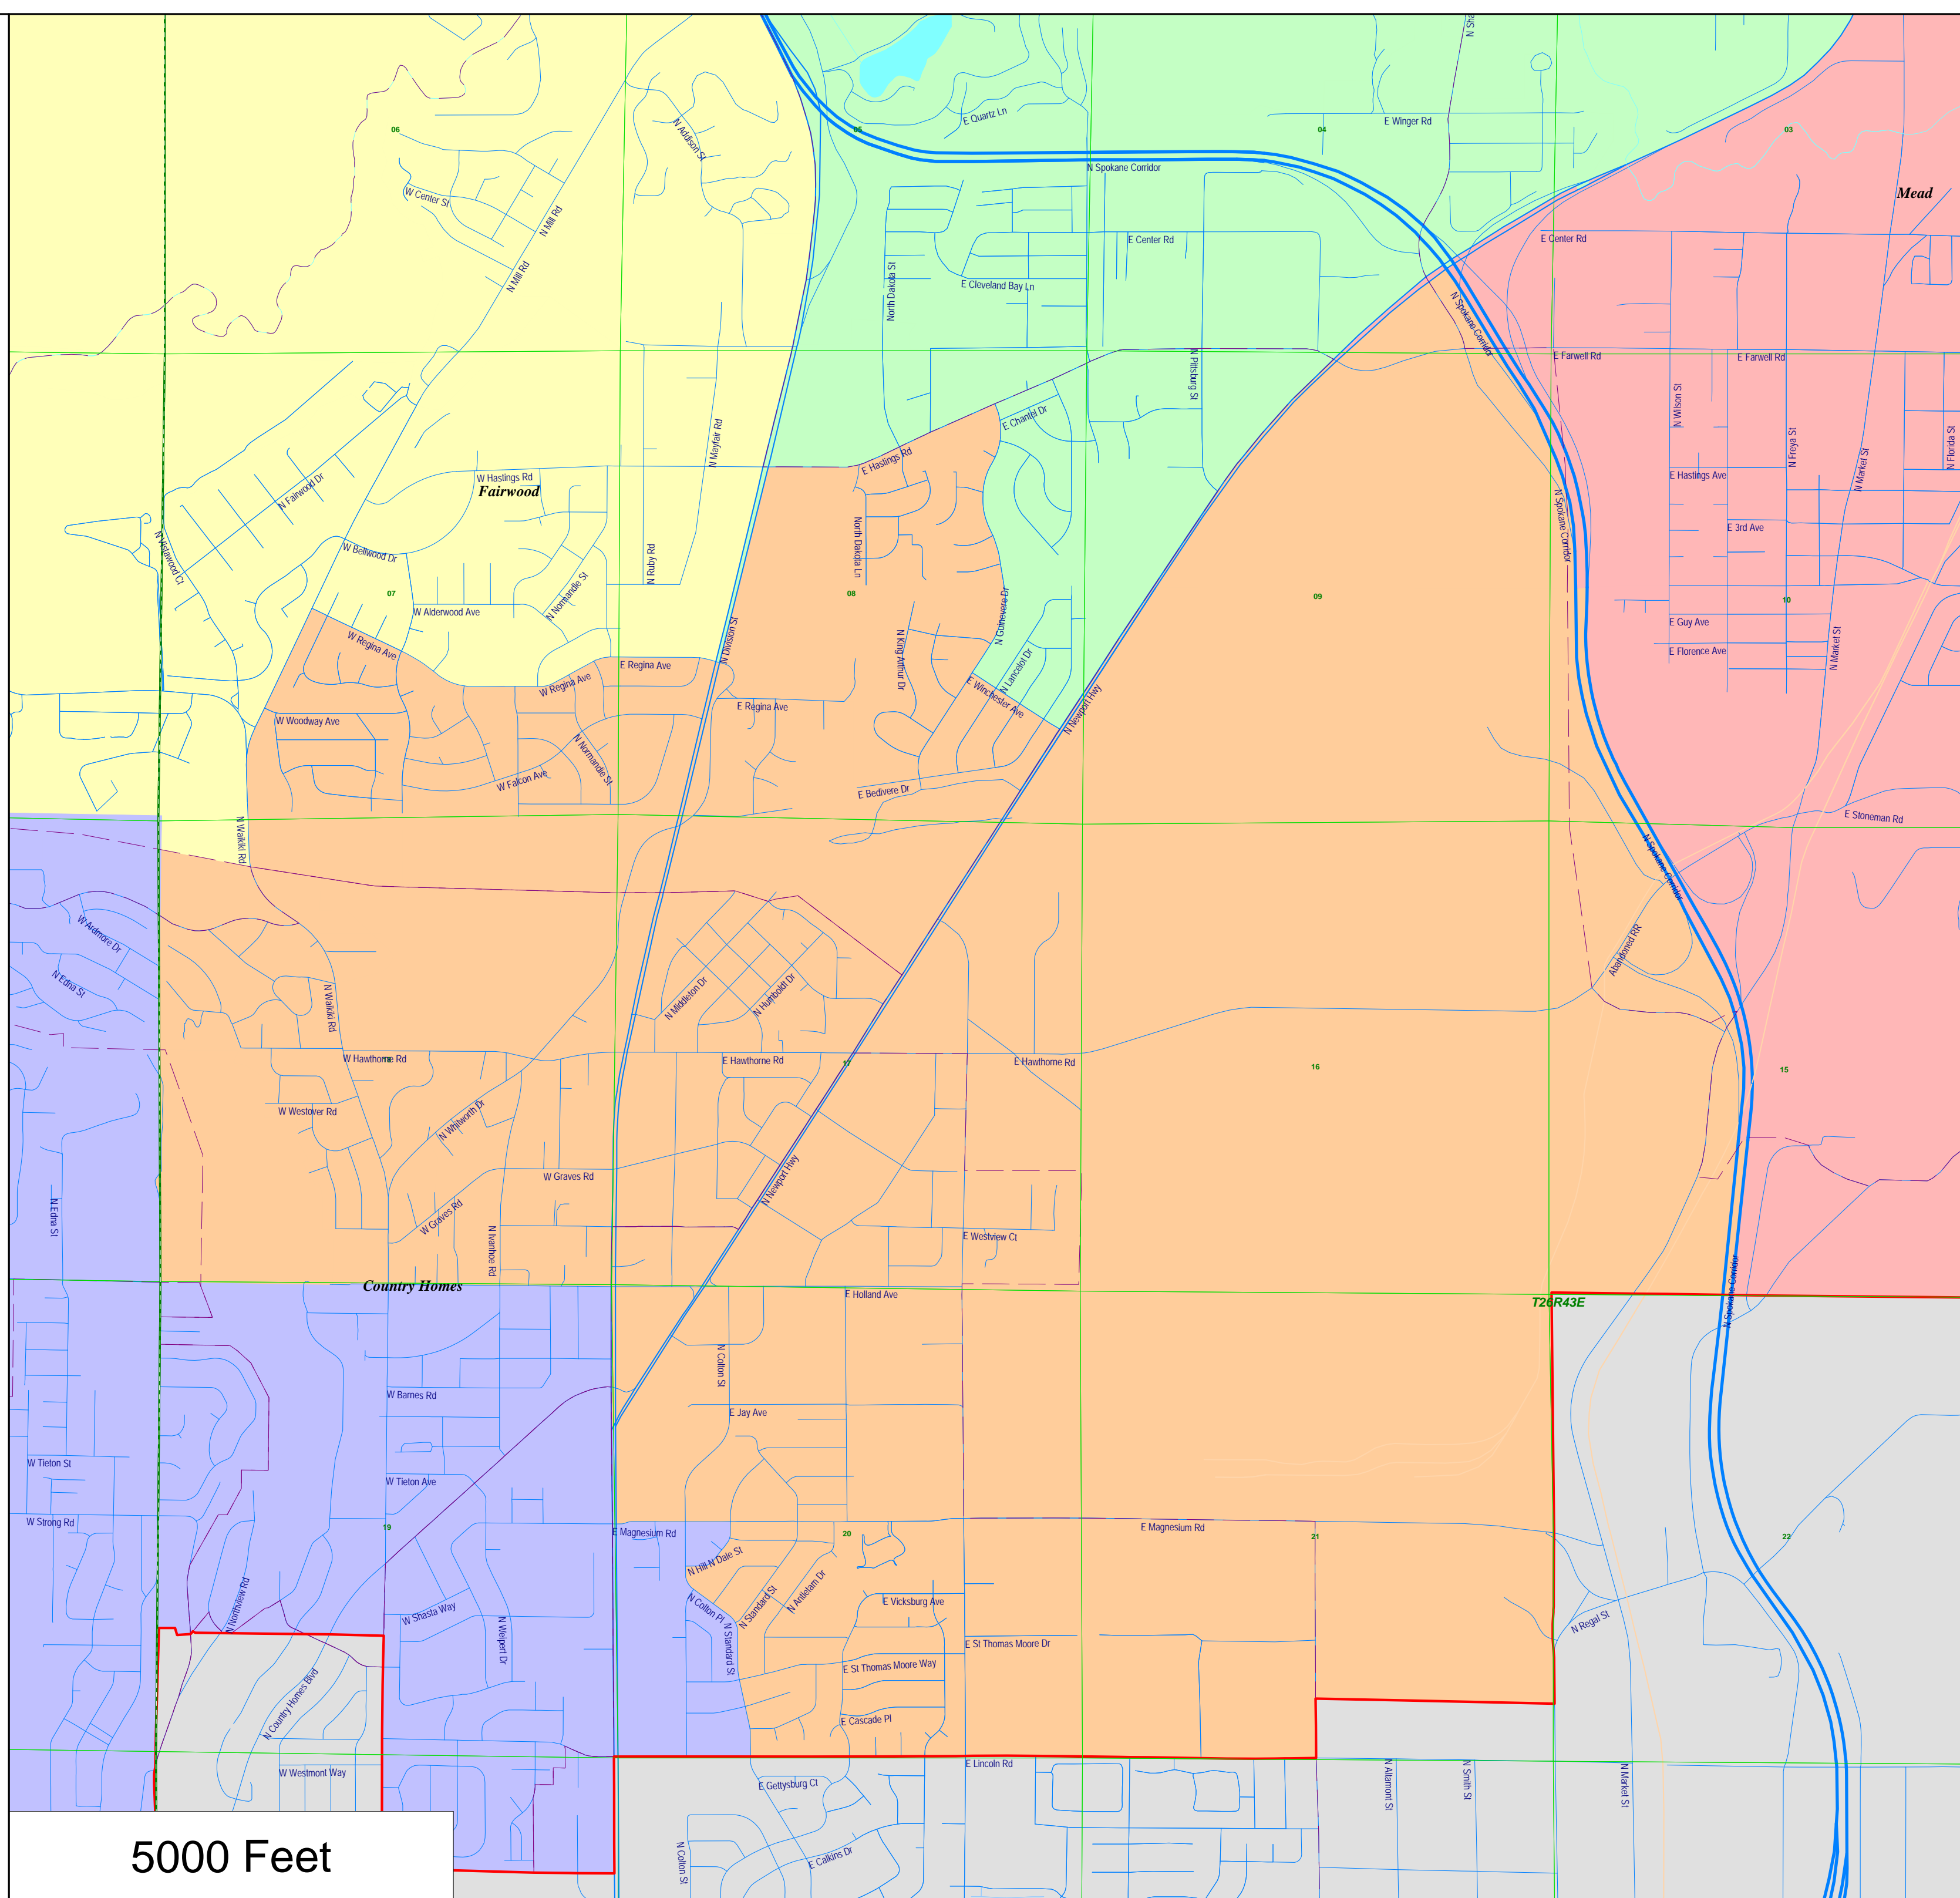 N Sha
E Quartz Ln
E Winger Rd
06
05
04
03
N Addison St
N Spokane Corridor
W Center St
Mead
N Mill Rd
E Center Rd
E Center Rd
N Mill Rd
North Dakota St
E Cleveland Bay Ln
N Spokane Corridor
E Farwell Rd
E Farwell Rd
N Pittsburg St
N Wilson St
E Chantel Dr
N Mayfair Rd
N Freya St
N Florida St
E Hastings Rd
N Market St
W Hastings Rd
Fairwood
E Hastings Ave
N Fairwood Dr
N Spokane Corridor
E 3rd Ave
North Dakota Ln
N Vistawood Ct
W Bellwood Dr
N Ruby Rd
N Normandie St
07
08
09
10
W Alderwood Ave
N Guinevere Dr
E Guy Ave
W Regina Ave
N Division St
N King Arthur Dr
N Market St
E Florence Ave
E Regina Ave
N Lancelot Dr
W Regina Ave
E Winchester Ave
E Regina Ave
N Newport Hwy
W Woodway Ave
N Normandie St
W Falcon Ave
E Bedivere Dr
E Stoneman Rd
N Waikiki Rd
N Spokane Corridor
W Ardmore Dr
Abandoned RR
N Edna St
N Waikiki Rd
N Middleton Dr
N Humboldt Dr
W Hawthorne Rd
18
E Hawthorne Rd
17
E Hawthorne Rd
16
15
W Westover Rd
N Whitworth Dr
W Graves Rd
N Newport Hwy
N Edna St
W Graves Rd
N Ivanhoe Rd
E Westview Ct
Country Homes
E Holland Ave
T26R43E
N Spokane Corridor
N Colton St
W Barnes Rd
E Jay Ave
W Tieton St
W Tieton Ave
W Strong Rd
19
E Magnesium Rd
20
E Magnesium Rd
21
22
N Hill N Dale St
N Northview Rd
N Standard St
N Antietam Dr
E Vicksburg Ave
W Shasta Way
N Colton Pl
N Regal St
N Weipert Dr
N Standard St
E St Thomas Moore Dr
E St Thomas Moore Way
N Country Homes Blvd
E Cascade Pl
W Westmont Way
E Lincoln Rd
E Gettysburg Ct
N Altamont St
N Smith St
N Market St
5000 Feet
N Colton St
E Calkins Dr